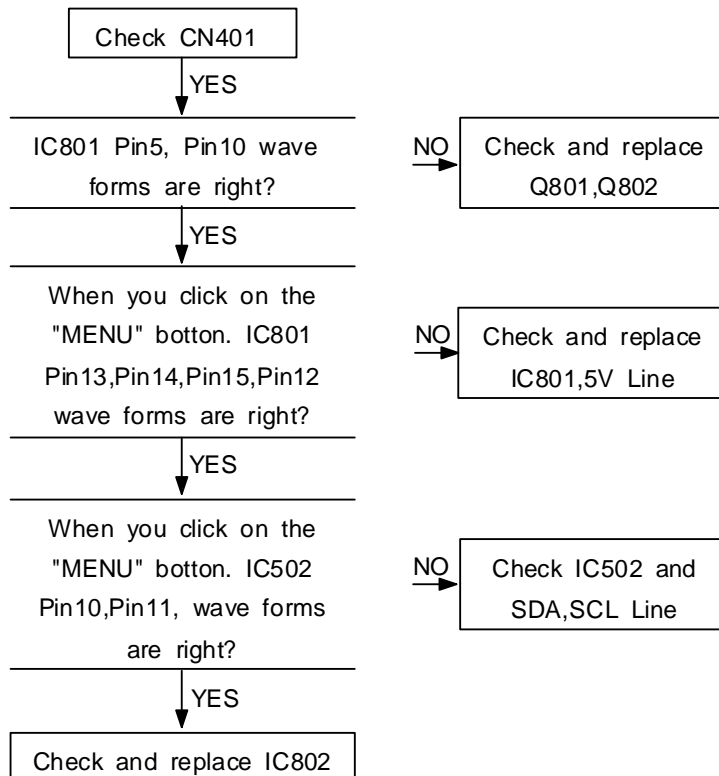 Check CN401
YES
IC801 Pin5, Pin10 wave
forms are right?
NO
Check and replace
Q801,Q802
YES
When you click on the
"MENU" botton. IC801
Pin13,Pin14,Pin15,Pin12
wave forms are right?
NO
Check and replace
IC801,5V Line
YES
When you click on the
"MENU" botton. IC502
Pin10,Pin11, wave forms
are right?
NO
Check IC502 and
SDA,SCL Line
YES
Check and replace IC802